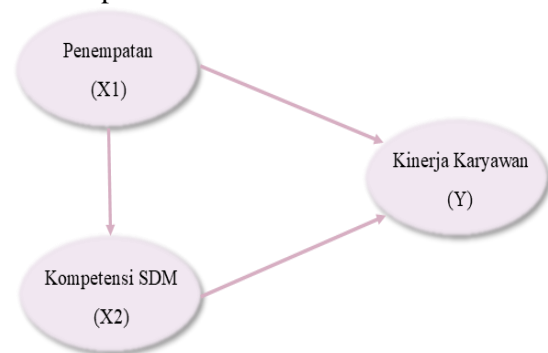 Penempatan
(X1)
Kinerja Karyawan
(Y)
Kompetensi SDM
(X2)